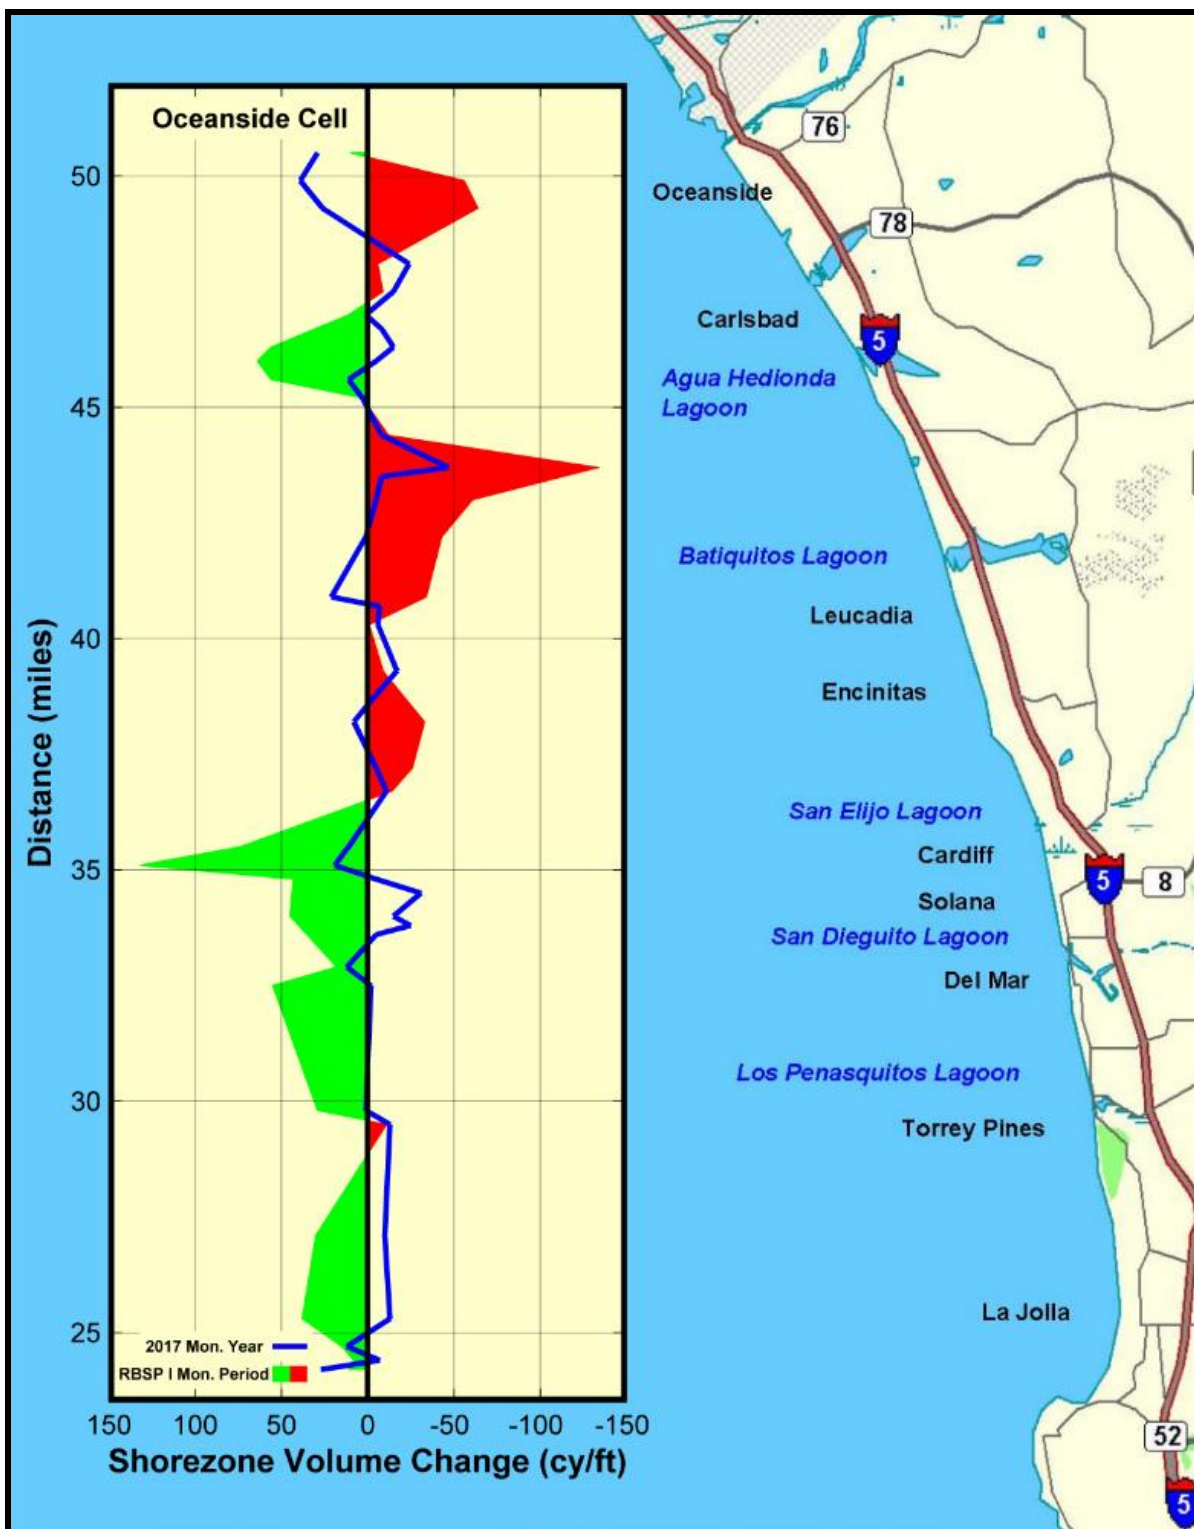 Oceanside Cell
50
45
40
35
30
25
Distance (miles)
2017 Mon. Year
RBSP I Mon. Period
150 100 50 0 -50 -100 -150
Shorezone Volume Change (cy/ft)
76
Oceanside
78
Carlsbad
5
Agua Hedionda
Lagoon
Batiquitos Lagoon
Leucadia
Encinitas
San Elijo Lagoon
Cardiff
5
8
Solana
San Dieguito Lagoon
Del Mar
Los Penasquitos Lagoon
Torrey Pines
La Jolla
52
5